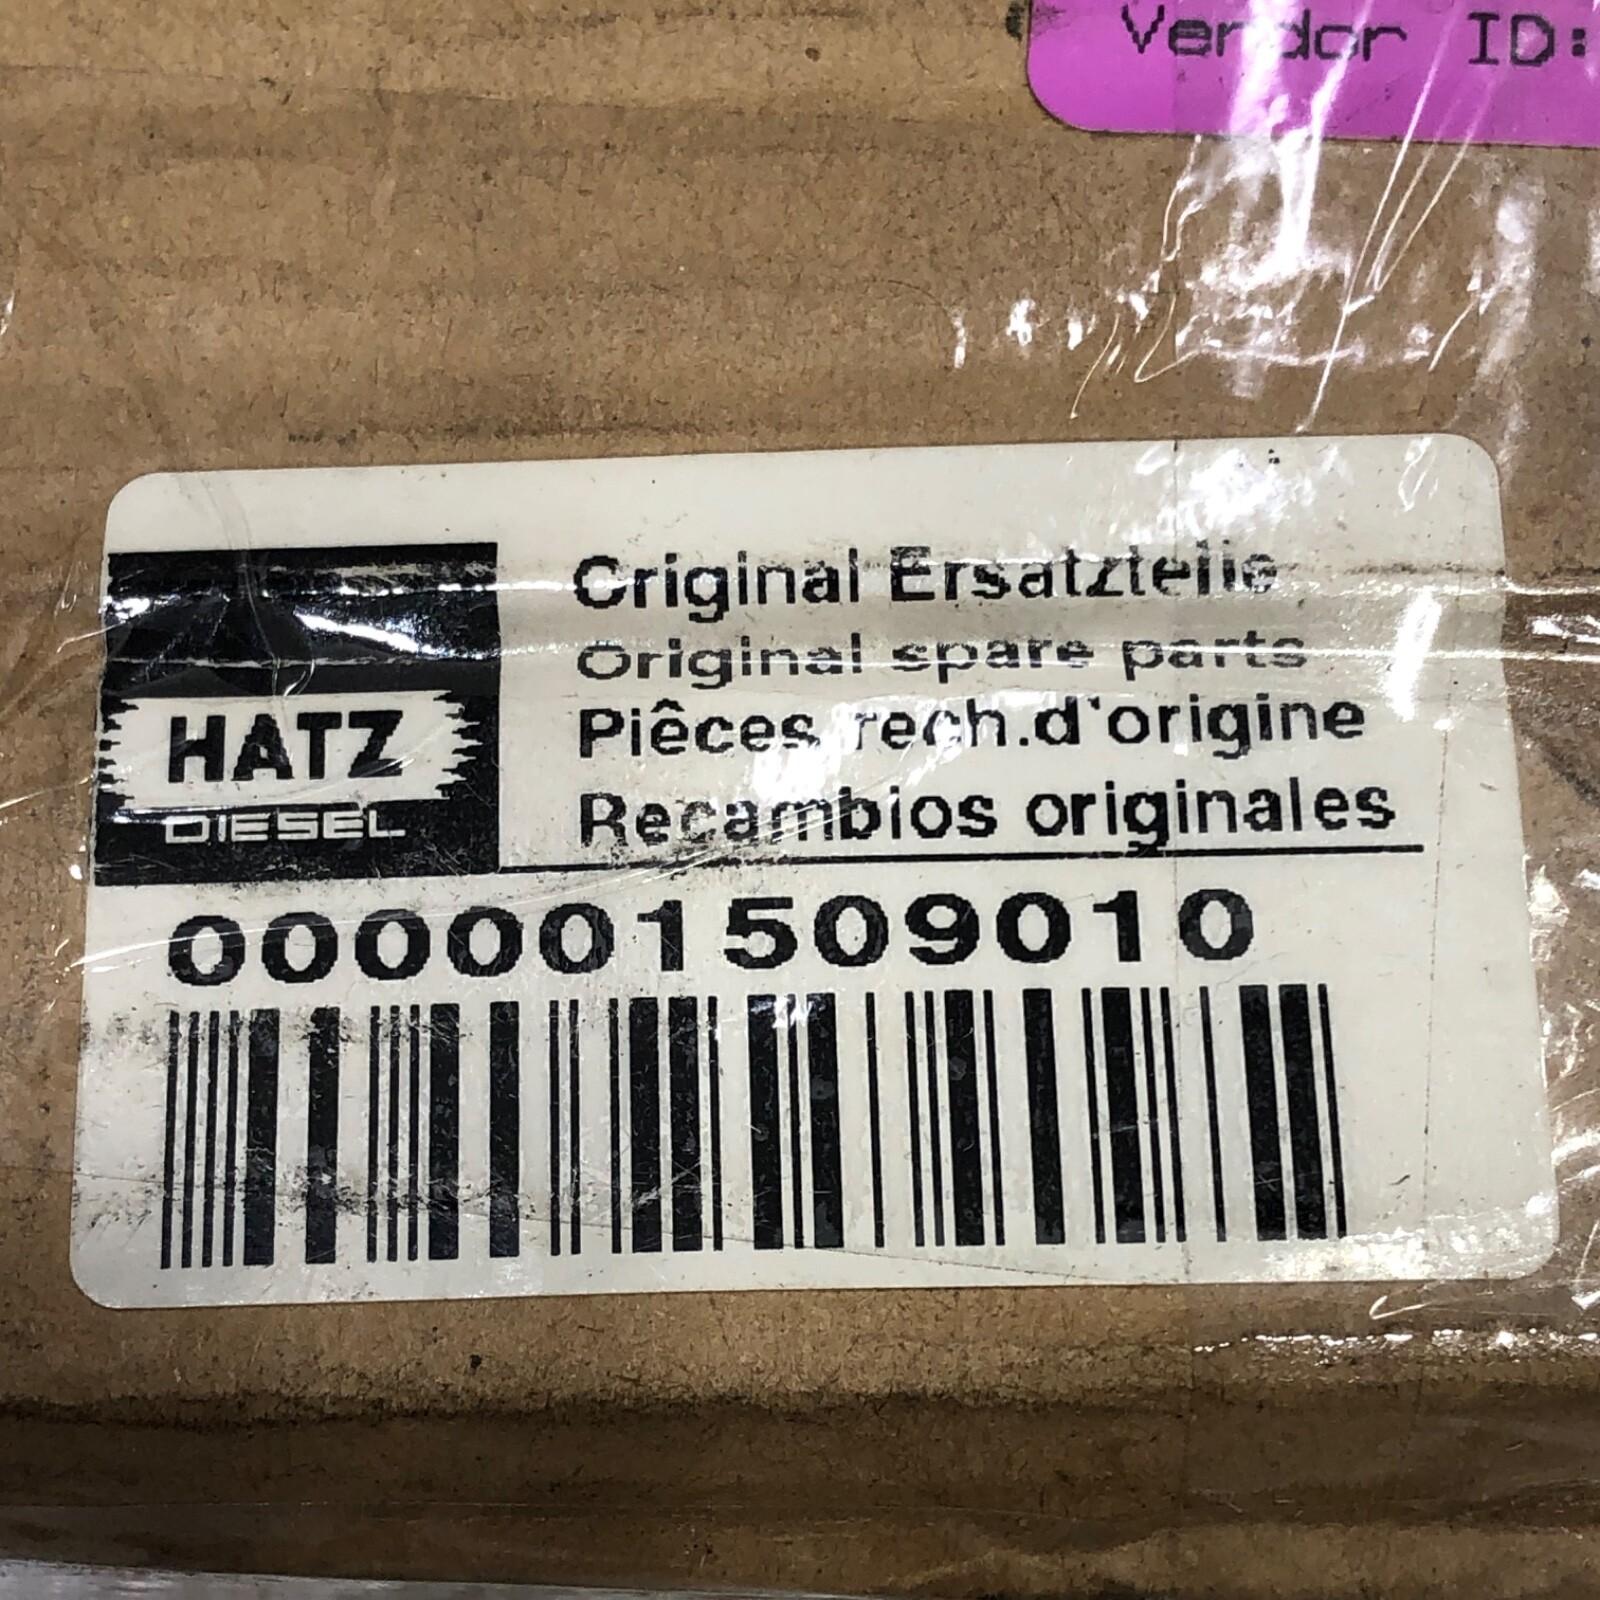 Vendor ID:
Original Ersatzteile
Original spare parts
Pièces rech.d'origine
Recambios originales
HATZ
DIESEL
000001509010